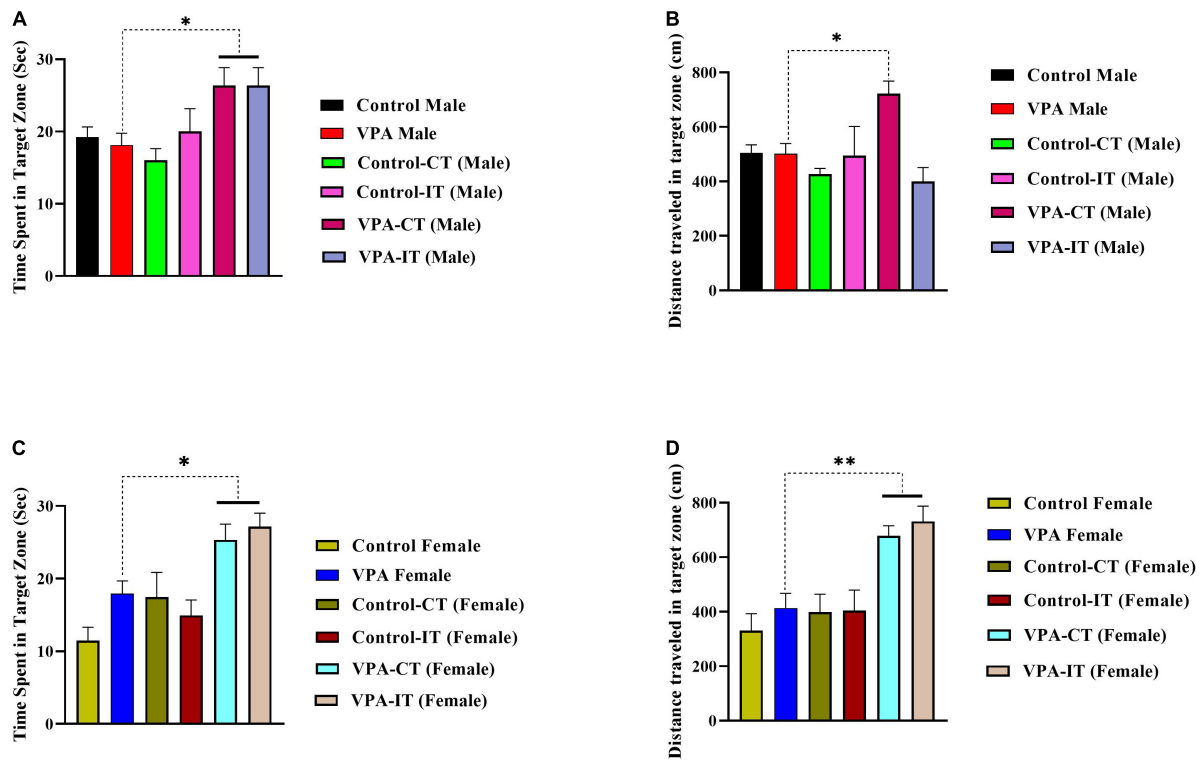 A
*
Time Spent in Target Zone (Sec)
30
20
10
0
Control Male
VPA Male
Control-CT (Male)
Control-IT (Male)
VPA-CT (Male)
VPA-IT (Male)
B
*
Distance traveled in target zone (cm)
800
600
400
200
0
Control Male
VPA Male
Control-CT (Male)
Control-IT (Male)
VPA-CT (Male)
VPA-IT (Male)
C
*
Time Spent in Target Zone (Sec)
30
20
10
0
Control Female
VPA Female
Control-CT (Female)
Control-IT (Female)
VPA-CT (Female)
VPA-IT (Female)
D
**
Distance traveled in target zone (cm)
800
600
400
200
0
Control Female
VPA Female
Control-CT (Female)
Control-IT (Female)
VPA-CT (Female)
VPA-IT (Female)